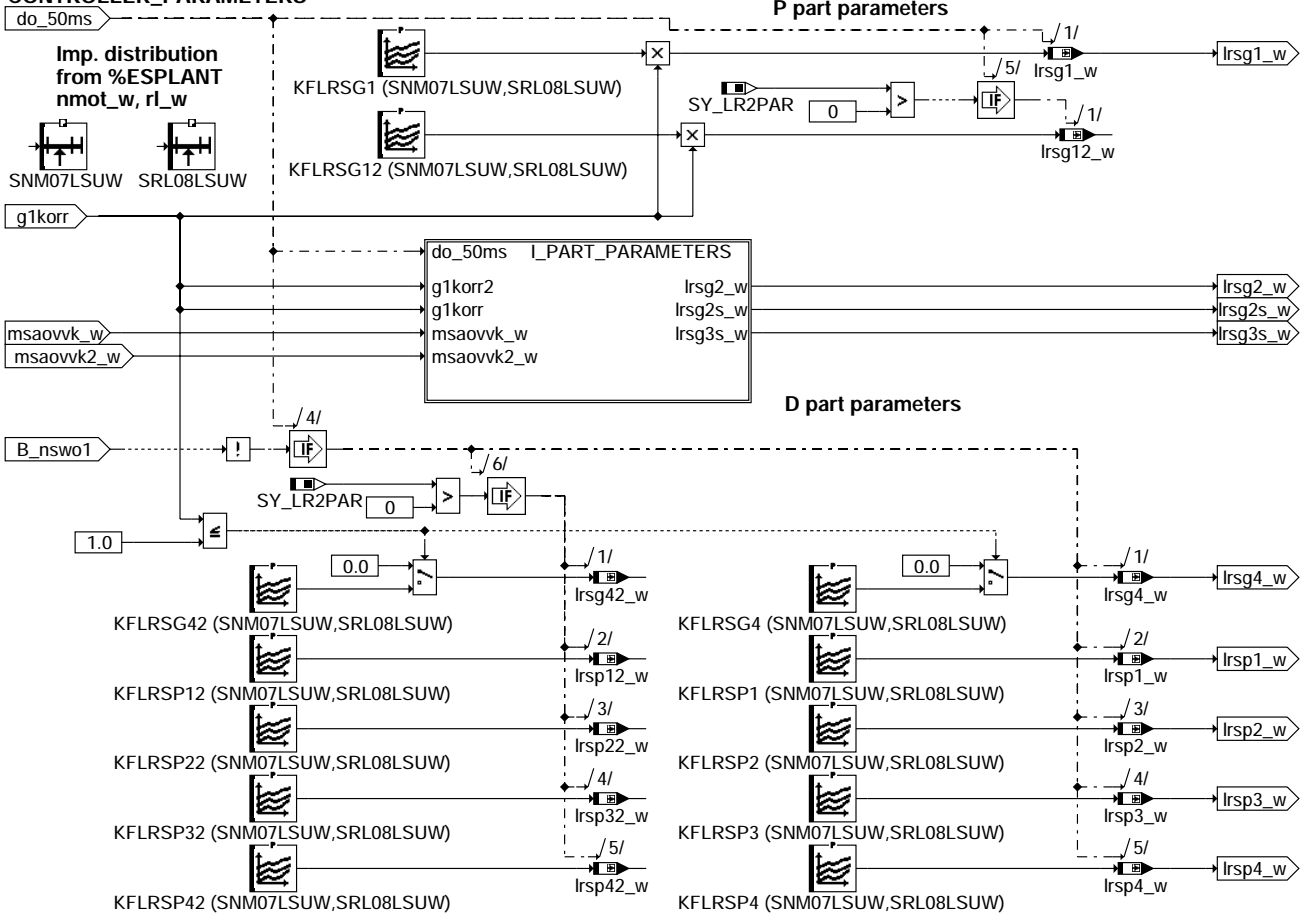 CONTROLLER_PARAMETERS
do_50ms
P part parameters
/1/
lrsg1_w
lrsg1_w
Imp. distribution
from %ESPLANT
nmot_w, rl_w
KFLRSG1 (SNM07LSUW,SRL08LSUW)
SY_LR2PAR
0
>
/5/
IF
/1/
lrsg12_w
KFLRSG12 (SNM07LSUW,SRL08LSUW)
SNM07LSUW
SRL08LSUW
g1korr
do_50ms
I_PART_PARAMETERS
g1korr2
lrsg2_w
lrsg2_w
g1korr
lrsg2s_w
lrsg2s_w
msaovvk_w
msaovvk_w
lrsg3s_w
lrsg3s_w
msaovvk2_w
msaovvk2_w
D part parameters
/4/
B_nswo1
!
IF
/6/
SY_LR2PAR
0
>
IF
1.0
≤
0.0
/1/
lrsg42_w
0.0
/1/
lrsg4_w
lrsg4_w
KFLRSG42 (SNM07LSUW,SRL08LSUW)
KFLRSG4 (SNM07LSUW,SRL08LSUW)
/2/
lrsp12_w
/2/
lrsp1_w
lrsp1_w
KFLRSP12 (SNM07LSUW,SRL08LSUW)
KFLRSP1 (SNM07LSUW,SRL08LSUW)
/3/
lrsp22_w
/3/
lrsp2_w
lrsp2_w
KFLRSP22 (SNM07LSUW,SRL08LSUW)
KFLRSP2 (SNM07LSUW,SRL08LSUW)
/4/
lrsp32_w
/4/
lrsp3_w
lrsp3_w
KFLRSP32 (SNM07LSUW,SRL08LSUW)
KFLRSP3 (SNM07LSUW,SRL08LSUW)
/5/
lrsp42_w
/5/
lrsp4_w
lrsp4_w
KFLRSP42 (SNM07LSUW,SRL08LSUW)
KFLRSP4 (SNM07LSUW,SRL08LSUW)